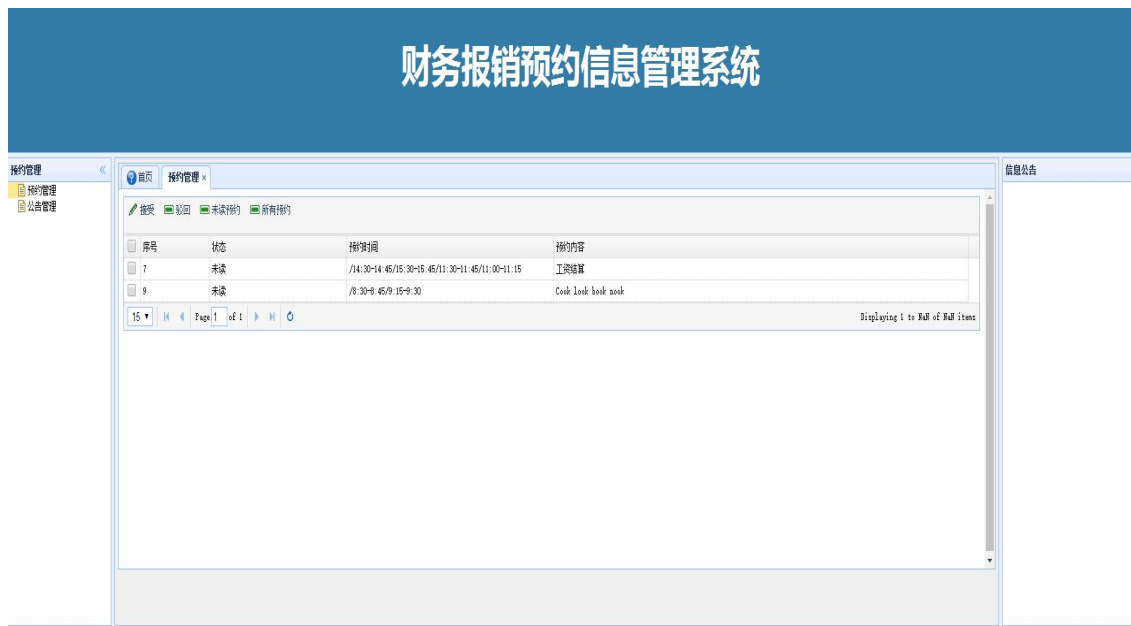 财务报销预约信息管理系统
预约管理
预约管理
公告管理
首页 预约管理 ×
接受 驳回 未读预约 所有预约
序号 状态 预约时间 预约内容
7 未读 /14:30-14:45/15:30-15:45/11:30-11:45/11:00-11:15 工资结算
9 未读 /8:30-8:45/9:15-9:30 Cook look book nook
15 Page 1 of 1 Displaying 1 to NaN of NaN items
信息公告